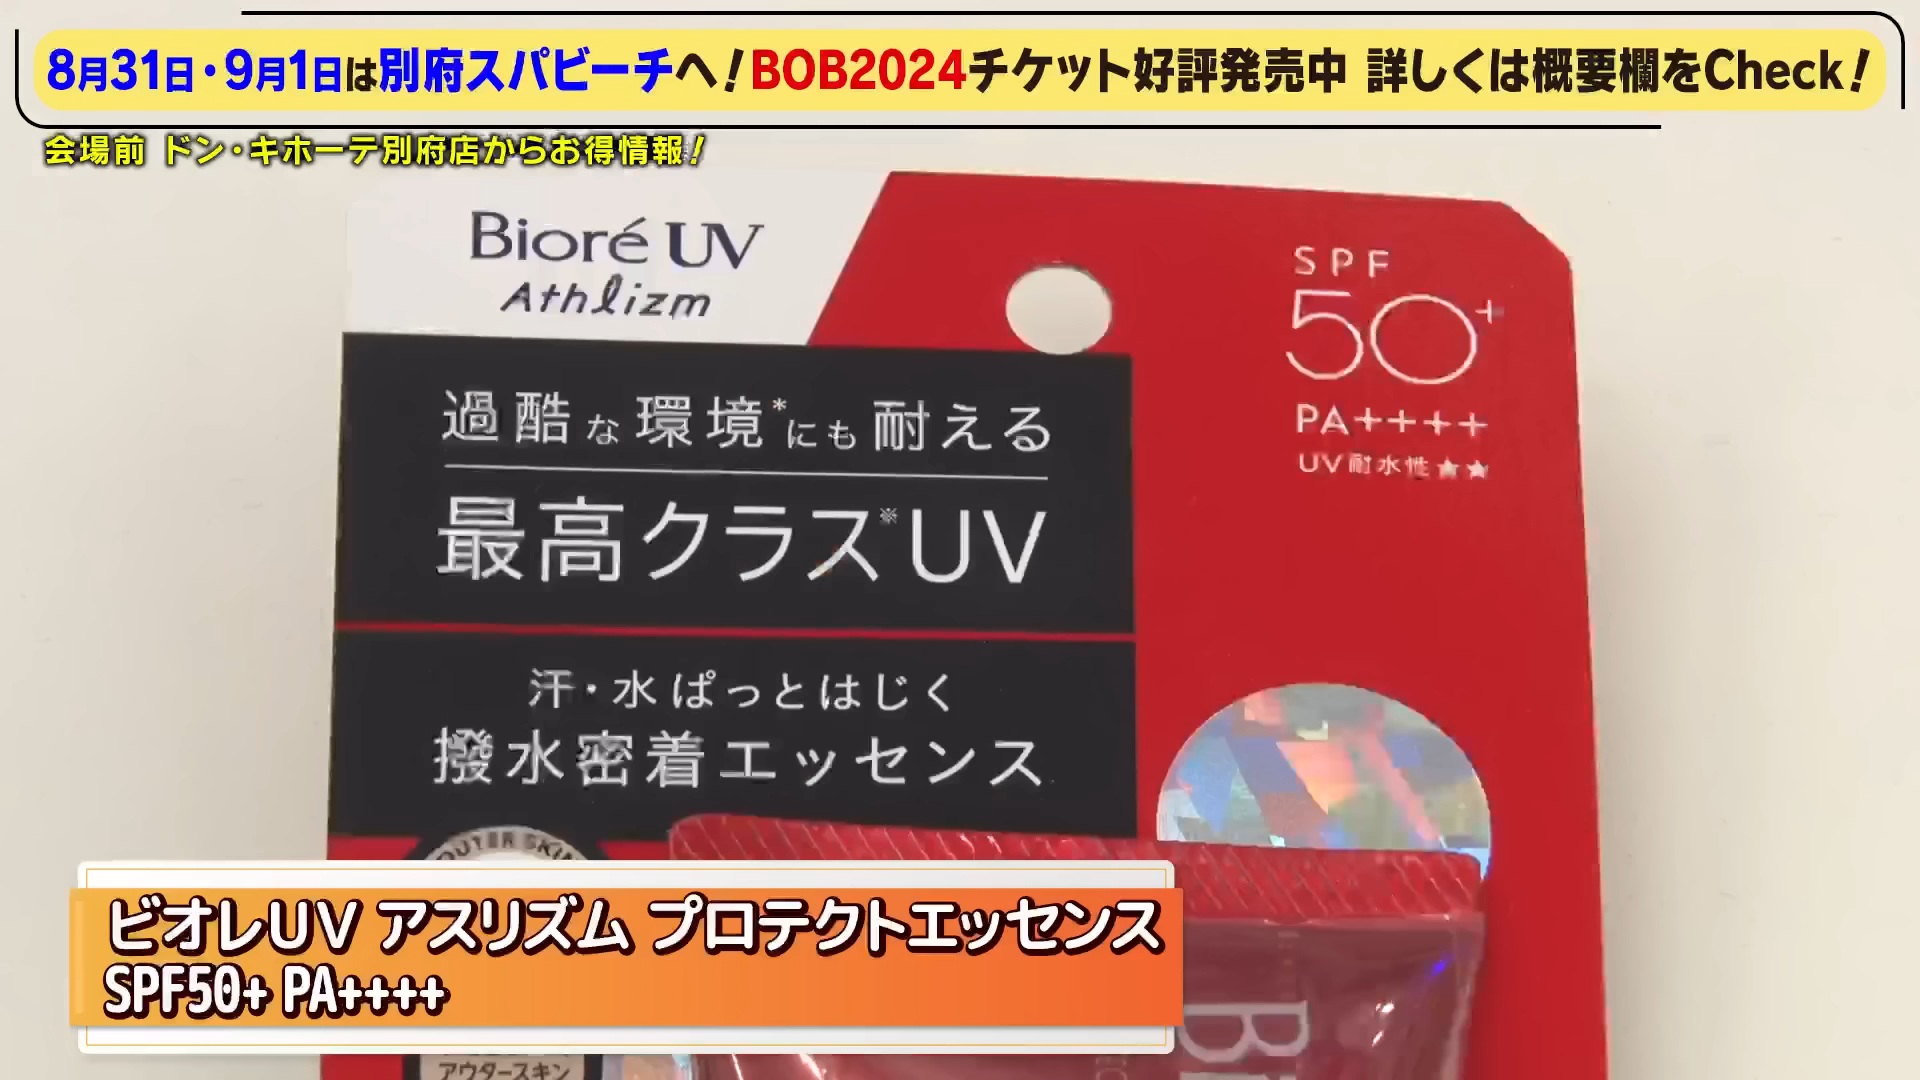 8月31日・9月1日は別府スパビーチへ！BOB2024チケット好評発売中 詳しくは概要欄をCheck！
会場前 ドン・キホーテ別府店からお得情報！
Bioré UV
Athlizm
SPF
50+
PA++++
UV耐水性★★
過酷な環境*にも耐える
最高クラス※UV
汗・水ぱっとはじく
撥水密着エッセンス
OUTER SKIN
ビオレUV アスリズム プロテクトエッセンス
SPF50+ PA++++
アウタースキン